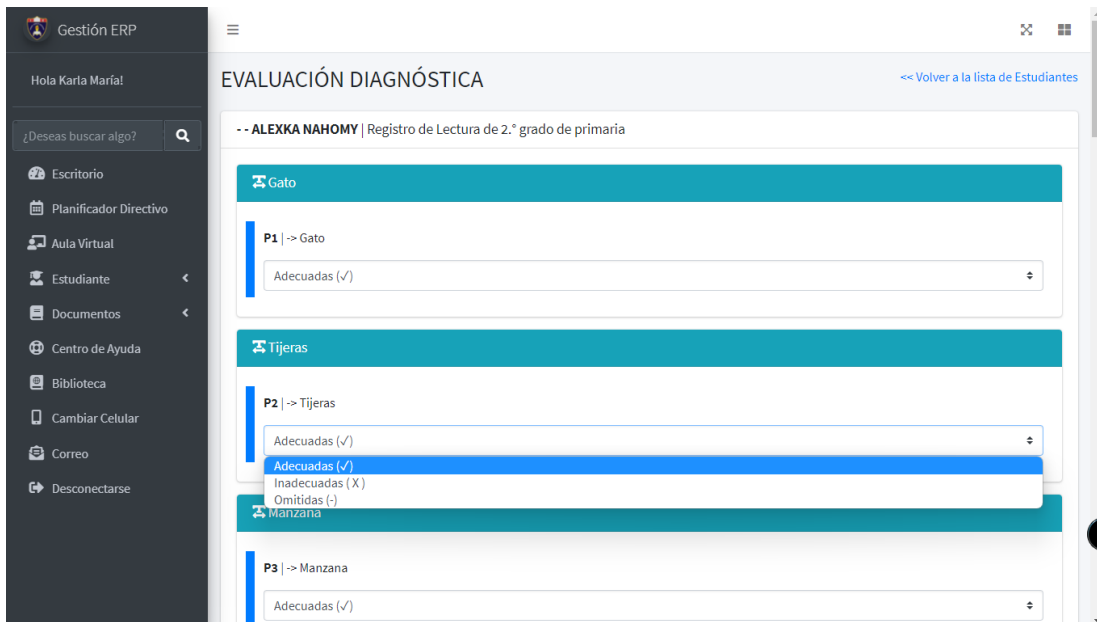 Gestión ERP
Hola Karla María!
¿Deseas buscar algo?
Escritorio
Planificador Directivo
Aula Virtual
Estudiante
Documentos
Centro de Ayuda
Biblioteca
Cambiar Celular
Correo
Desconectarse
EVALUACIÓN DIAGNÓSTICA
<< Volver a la lista de Estudiantes
- - ALEXKA NAHOMY | Registro de Lectura de 2.° grado de primaria
Gato
P1 | -> Gato
Adecuadas (✓)
Tijeras
P2 | -> Tijeras
Adecuadas (✓)
Adecuadas (✓)
Inadecuadas ( X )
Omitidas (-)
Manzana
P3 | -> Manzana
Adecuadas (✓)